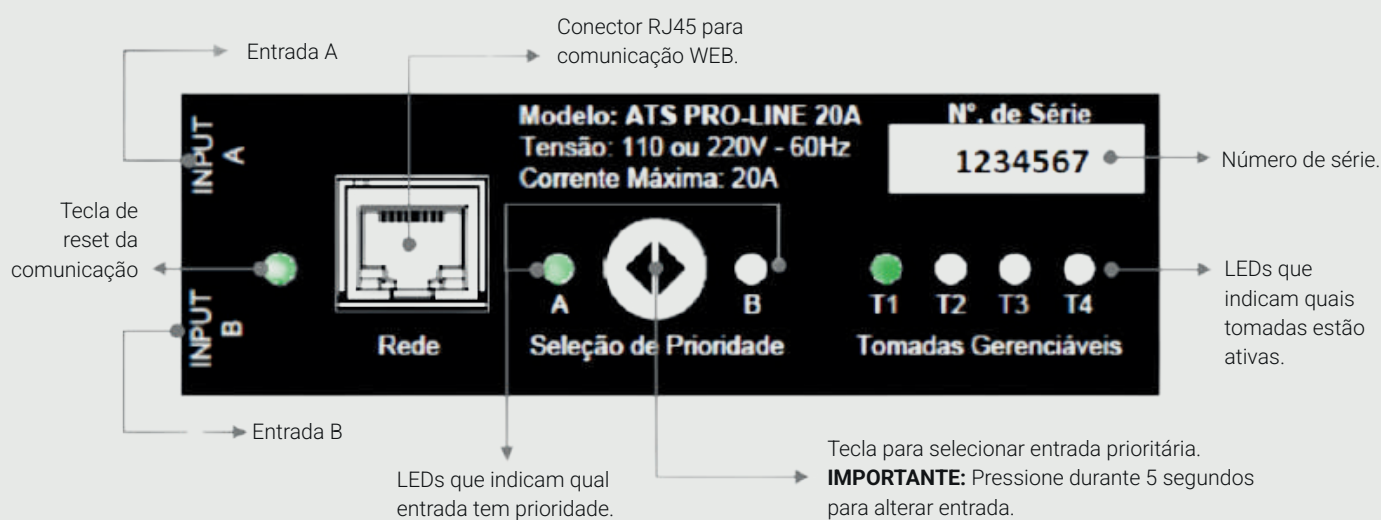 Entrada A
Conector RJ45 para
comunicação WEB.
INPUT
A
Modelo: ATS PRO-LINE 20A
Tensão: 110 ou 220V - 60Hz
Corrente Máxima: 20A
N°. de Série
1234567
Número de série.
Tecla de
reset da
comunicação
INPUT
B
Rede
A
B
Seleção de Prioridade
T1 T2 T3 T4
Tomadas Gerenciáveis
LEDs que
indicam quais
tomadas estão
ativas.
Entrada B
LEDs que indicam qual
entrada tem prioridade.
Tecla para selecionar entrada prioritária.
IMPORTANTE: Pressione durante 5 segundos
para alterar entrada.